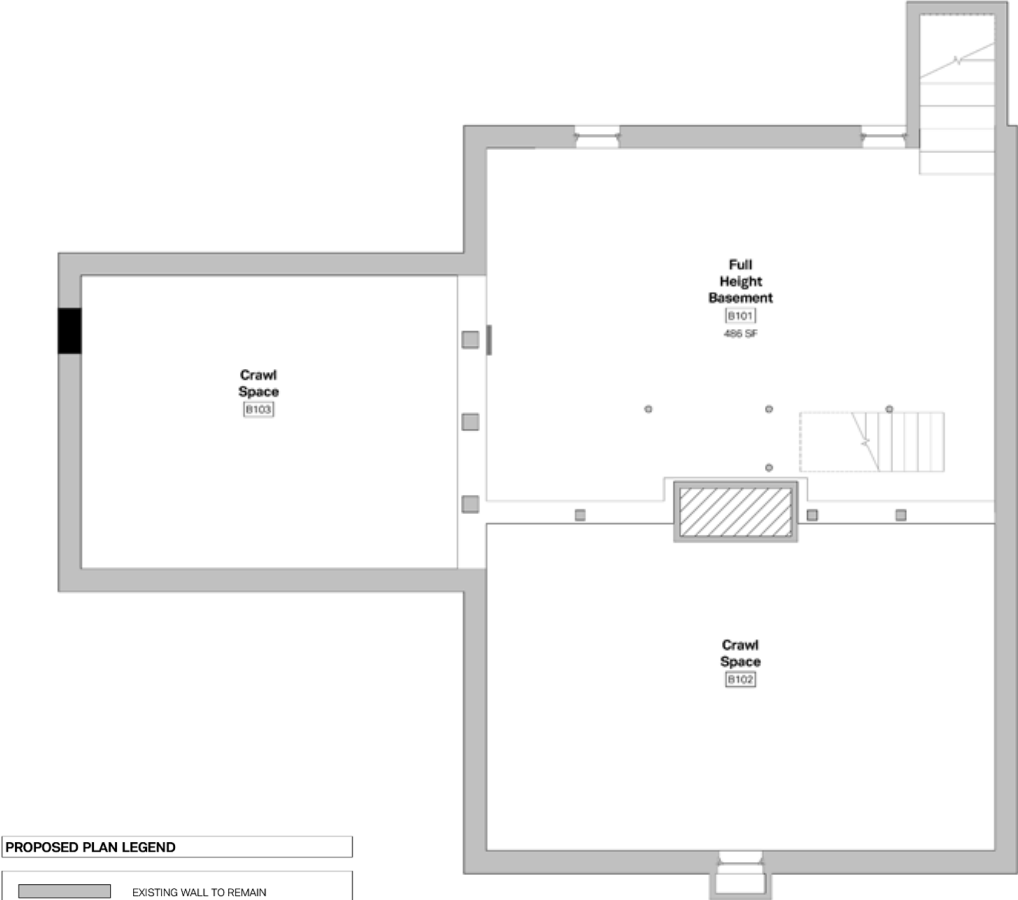 Full
Height
Basement
B101
486 SF
Crawl
Space
B103
Crawl
Space
B102
PROPOSED PLAN LEGEND
EXISTING WALL TO REMAIN